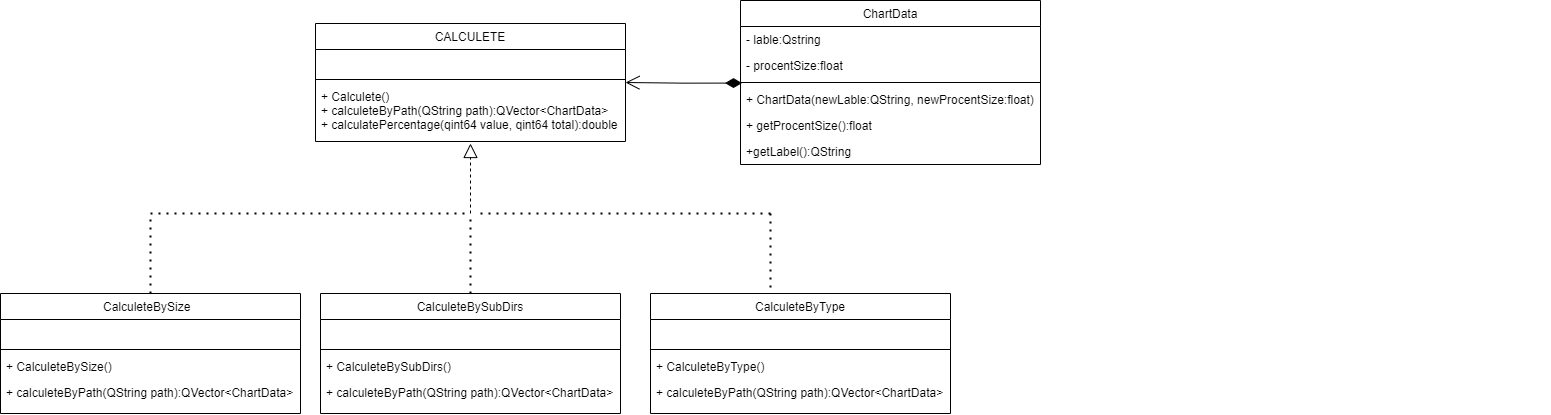 CALCULETE
+ Calculete()
+ calculeteByPath(QString path):QVector<ChartData>
+ calculatePercentage(qint64 value, qint64 total):double
ChartData
- lable:Qstring
- procentSize:float
+ ChartData(newLable:QString, newProcentSize:float)
+ getProcentSize():float
+getLabel():QString
CalculeteBySize
+ CalculeteBySize()
+ calculeteByPath(QString path):QVector<ChartData>
CalculeteBySubDirs
+ CalculeteBySubDirs()
+ calculeteByPath(QString path):QVector<ChartData>
CalculeteByType
+ CalculeteByType()
+ calculeteByPath(QString path):QVector<ChartData>